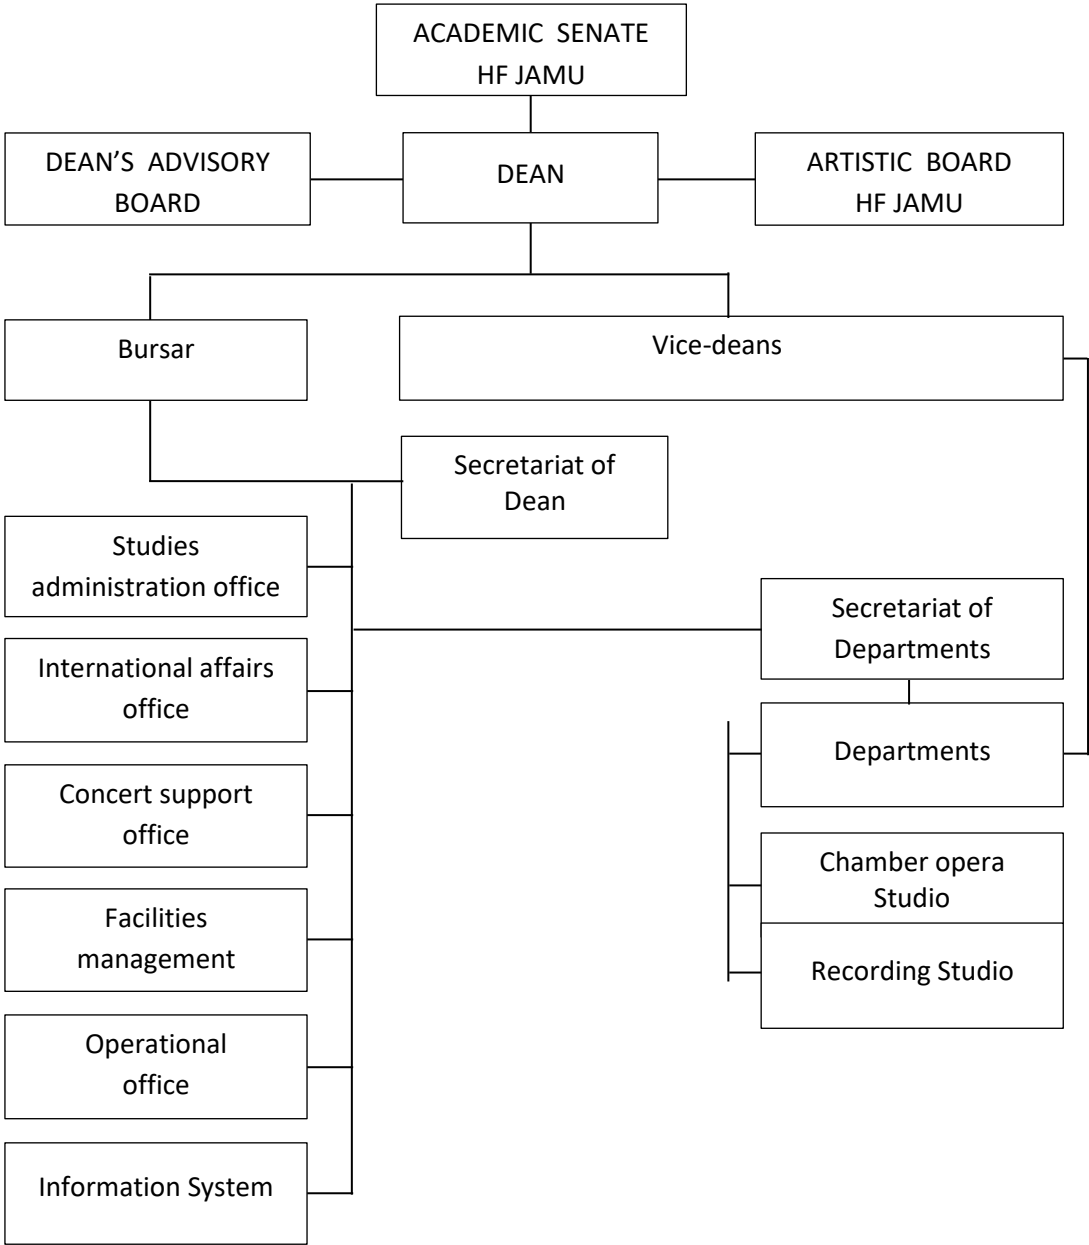 ACADEMIC SENATE
HF JAMU
DEAN’S ADVISORY
BOARD
DEAN
ARTISTIC BOARD
HF JAMU
Bursar
Vice-deans
Secretariat of
Dean
Studies
administration office
Secretariat of
Departments
International affairs
office
Departments
Concert support
office
Chamber opera
Studio
Facilities
management
Recording Studio
Operational
office
Information System